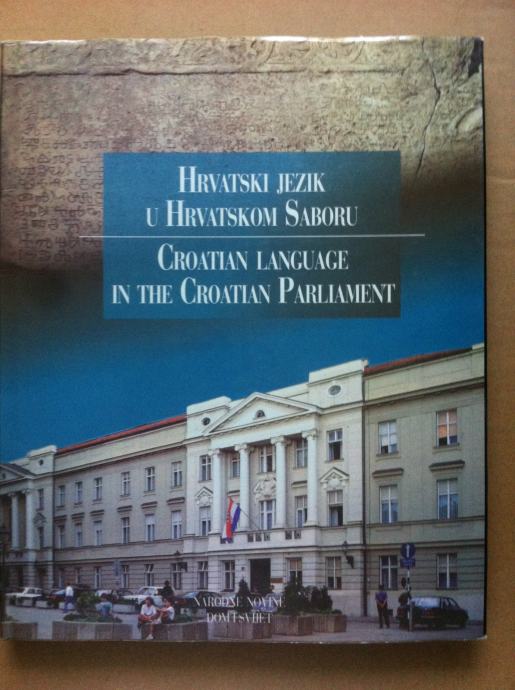 HRVATSKI JEZIK
U HRVATSKOM SABORU
CROATIAN LANGUAGE
IN THE CROATIAN PARLIAMENT
NARODNE NOVINE
DOM I SVIJET